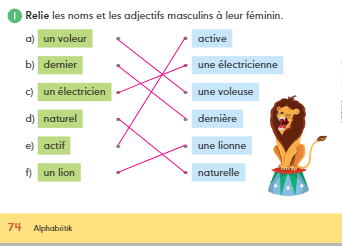 1 Relie les noms et les adjectifs masculins à leur féminin.
a) un voleur active
b) dernier une électricienne
c) un électricien une voleuse
d) naturel dernière
e) actif une lionne
f) un lion naturelle
74 Alphabétik